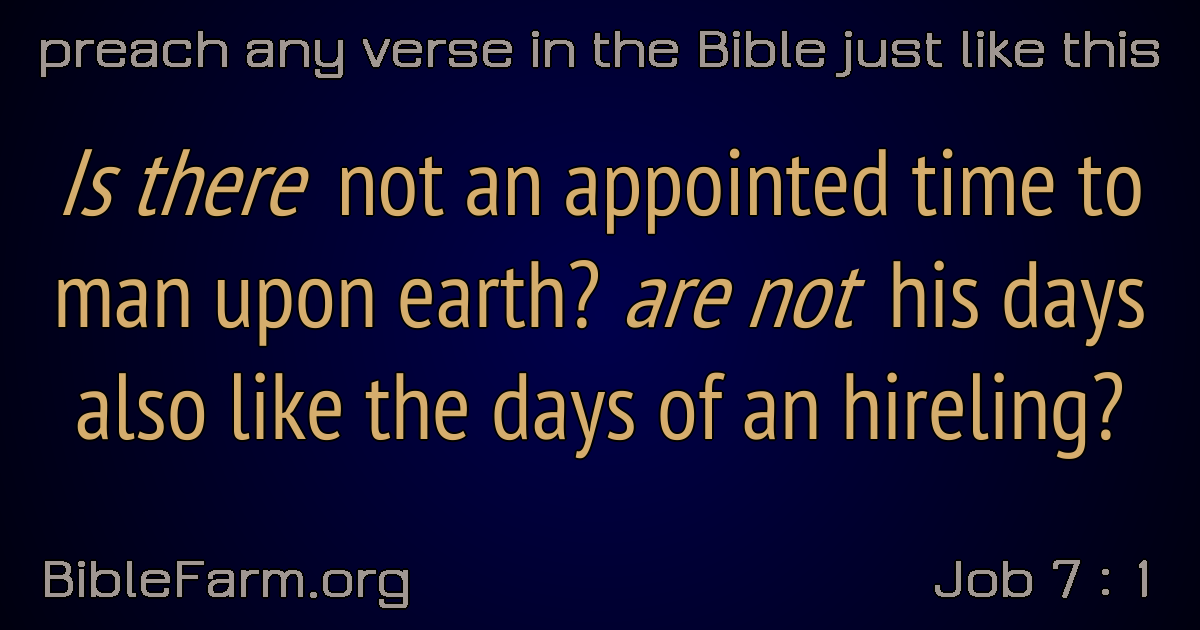 preach any verse in the Bible just like this
Is there not an appointed time to
man upon earth? are not his days
also like the days of an hireling?
BibleFarm.org
Job 7 : 1